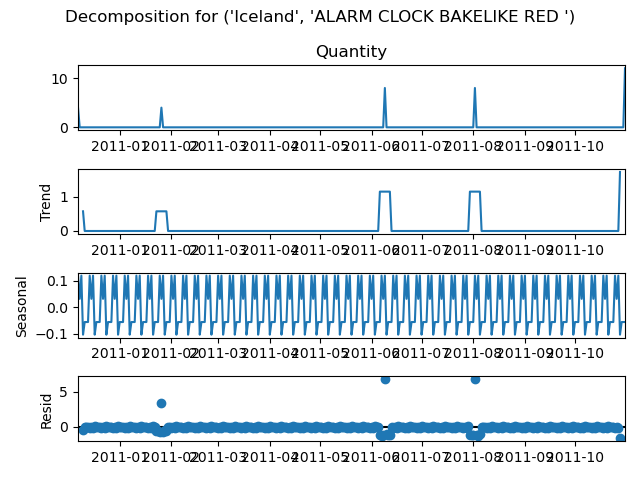 Decomposition for ('Iceland', 'ALARM CLOCK BAKELIKE RED ')
Quantity
10
0
2011-01 2011-02 2011-03 2011-04 2011-05 2011-06 2011-07 2011-08 2011-09 2011-10
Trend
1
0
2011-01 2011-02 2011-03 2011-04 2011-05 2011-06 2011-07 2011-08 2011-09 2011-10
Seasonal
0.1
0.0
−0.1
2011-01 2011-02 2011-03 2011-04 2011-05 2011-06 2011-07 2011-08 2011-09 2011-10
Resid
5
0
2011-01 2011-02 2011-03 2011-04 2011-05 2011-06 2011-07 2011-08 2011-09 2011-10